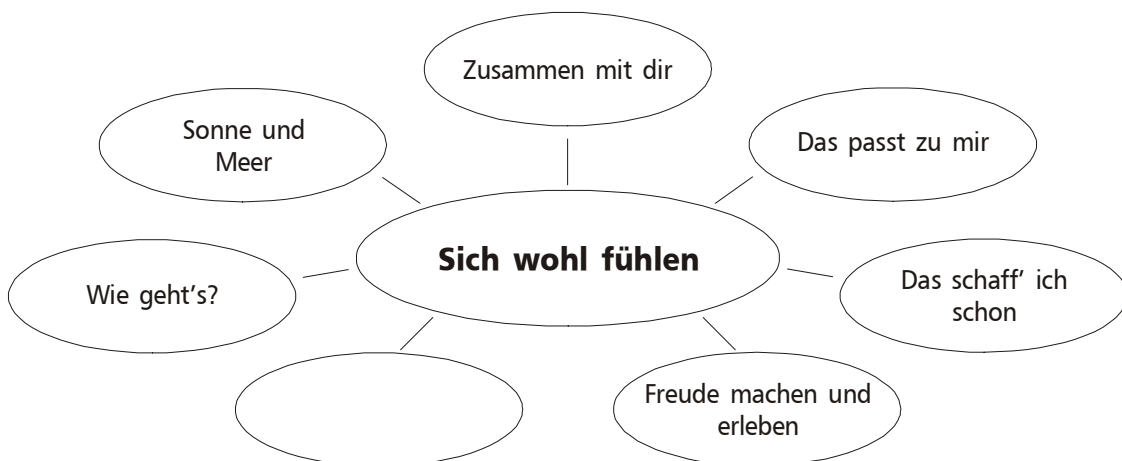 Zusammen mit dir
Sonne und
Meer
Das passt zu mir
Sich wohl fühlen
Wie geht's?
Das schaff’ ich
schon
Freude machen und
erleben